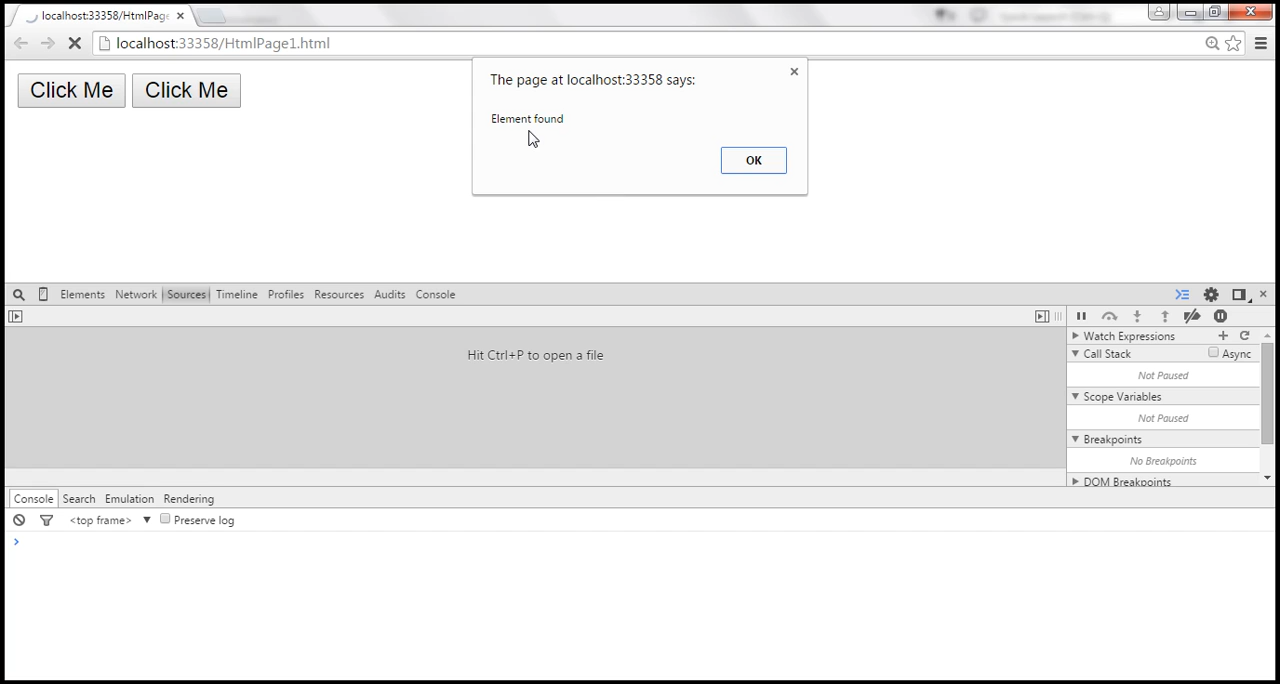 localhost:33358/HtmlPage
localhost:33358/HtmlPage1.html
Click Me Click Me
The page at localhost:33358 says:
Element found
OK
Elements Network Sources Timeline Profiles Resources Audits Console
Hit Ctrl+P to open a file
Watch Expressions
Call Stack Async
Not Paused
Scope Variables
Not Paused
Breakpoints
No Breakpoints
DOM Breakpoints
Console Search Emulation Rendering
<top frame> Preserve log